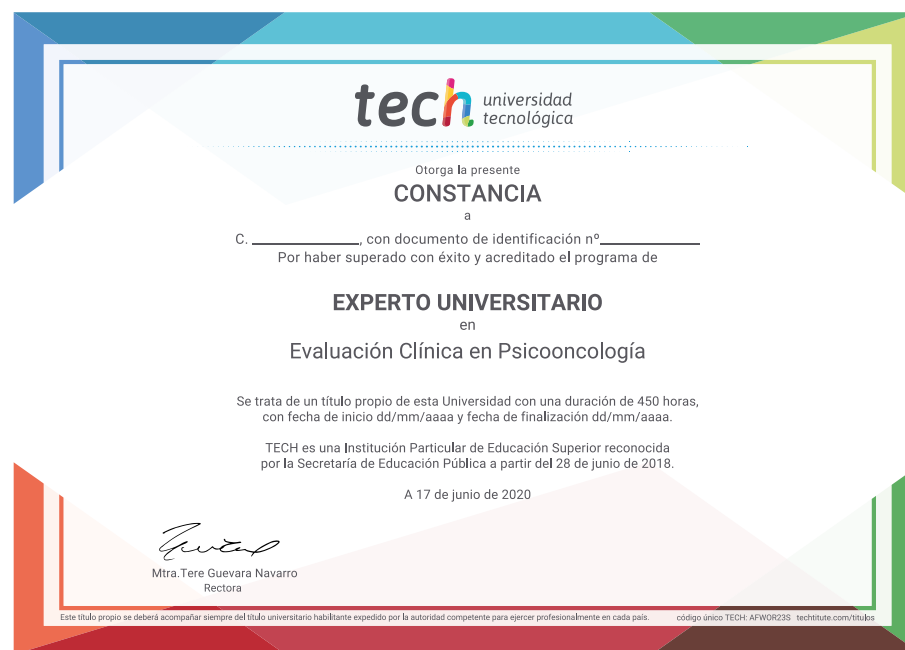 tech universidad
tecnológica
Otorga la presente
CONSTANCIA
a
C. ____________, con documento de identificación nº____________
Por haber superado con éxito y acreditado el programa de
EXPERTO UNIVERSITARIO
en
Evaluación Clínica en Psicooncología
Se trata de un título propio de esta Universidad con una duración de 450 horas,
con fecha de inicio dd/mm/aaaa y fecha de finalización dd/mm/aaaa.
TECH es una Institución Particular de Educación Superior reconocida
por la Secretaría de Educación Pública a partir del 28 de junio de 2018.
A 17 de junio de 2020
Mtra.Tere Guevara Navarro
Rectora
Este título propio se deberá acompañar siempre del título universitario habilitante expedido por la autoridad competente para ejercer profesionalmente en cada país. código único TECH: AFWOR23S techtitute.com/titulos